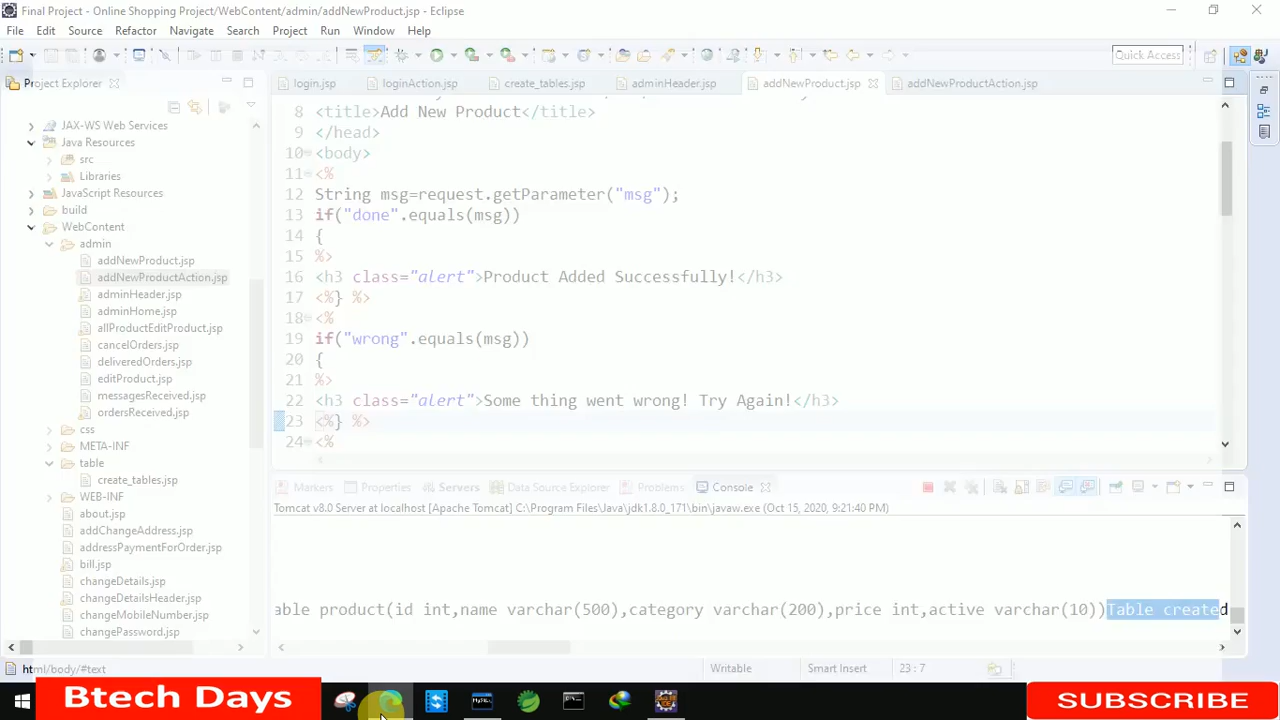 Final Project - Online Shopping Project/WebContent/admin/addNewProduct.jsp - Eclipse
File Edit Source Refactor Navigate Search Project Run Window Help
Quick Access
Project Explorer
login.jsp loginAction.jsp create_tables.jsp adminHeader.jsp addNewProduct.jsp addNewProductAction.jsp
JAX-WS Web Services
Java Resources
src
Libraries
JavaScript Resources
build
WebContent
admin
addNewProduct.jsp
addNewProductAction.jsp
adminHeader.jsp
adminHome.jsp
allProductEditProduct.jsp
cancelOrders.jsp
deliveredOrders.jsp
editProduct.jsp
messagesReceived.jsp
ordersReceived.jsp
css
META-INF
table
create_tables.jsp
WEB-INF
about.jsp
addChangeAddress.jsp
addressPaymentForOrder.jsp
bill.jsp
changeDetails.jsp
changeDetailsHeader.jsp
changeMobileNumber.jsp
changePassword.jsp
8 <title>Add New Product</title>
9 </head>
10 <body>
11 <%
12 String msg=request.getParameter("msg");
13 if("done".equals(msg))
14 {
15 %>
16 <h3 class="alert">Product Added Successfully!</h3>
17 <%} %>
18 <%
19 if("wrong".equals(msg))
20 {
21 %>
22 <h3 class="alert">Some thing went wrong! Try Again!</h3>
23 <%} %>
24 <%
Markers Properties Servers Data Source Explorer Problems Console
Tomcat v8.0 Server at localhost [Apache Tomcat] C:\Program Files\Java\jdk1.8.0_171\bin\javaw.exe (Oct 15, 2020, 9:21:40 PM)
able product(id int,name varchar(500),category varchar(200),price int,active varchar(10))Table created
html/body/#text Writable Smart Insert 23 : 7
Btech Days
SUBSCRIBE